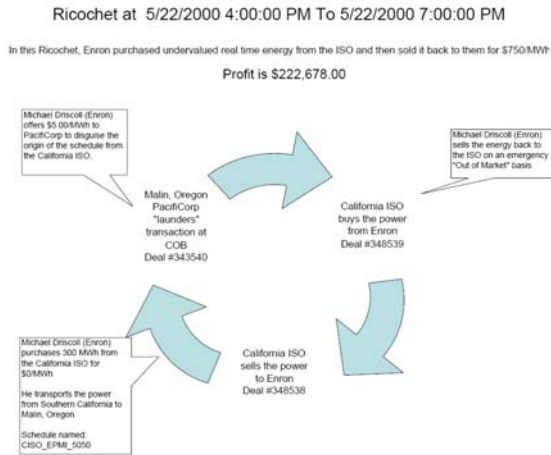 Ricochet at 5/22/2000 4:00:00 PM To 5/22/2000 7:00:00 PM
In this Ricochet, Enron purchased undervalued real time energy from the ISO and then sold it back to them for $750/MWh
Profit is $222,678.00
Michael Driscoll (Enron)
offers $5.00/MWh to
PacifiCorp to disguise the
origin of the schedule from
the California ISO.
Michael Driscoll (Enron)
sells the energy back to
the ISO on an emergency
"Out of Market" basis
Malin, Oregon
PacifiCorp
"launders"
transaction at
COB
Deal #343540
California ISO
buys the power
from Enron
Deal #348539
Michael Driscoll (Enron)
purchases 300 MWh from
the California ISO for
$0/MWh
He transports the power
from Southern California to
Malin, Oregon
Schedule named:
CISO_EPMI_5050
California ISO
sells the power
to Enron
Deal #348538